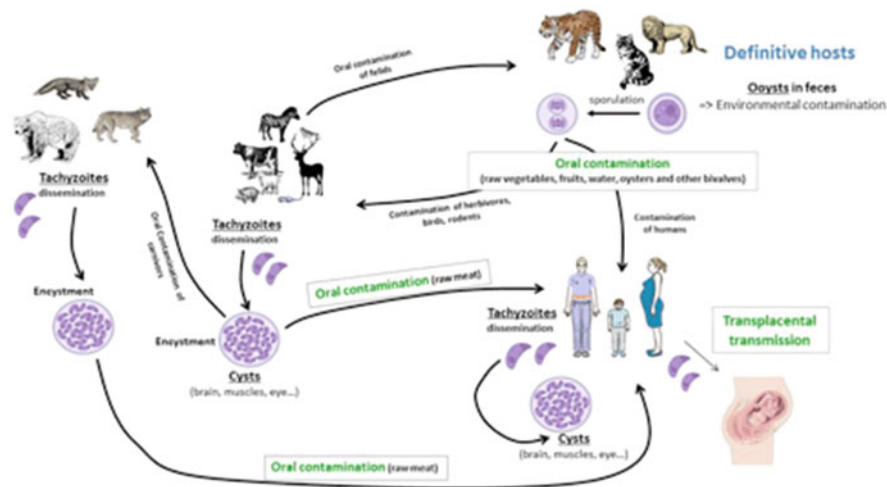 Oral contamination
of felids
Definitive hosts
Ooysts in feces
=> Environmental contamination
sporulation
Oral contamination
(raw vegetables, fruits, water, oysters and other bivalves)
Tachyzoites
dissemination
Contamination of herbivores,
birds, rodents
Contamination
of humans
Tachyzoites
dissemination
Oral Contamination of
carnivers
Encystment
Oral contamination (raw meat)
Encystment
Cysts
(brain, muscles, eye...)
Tachyzoites
dissemination
Transplacental
transmission
Cysts
(brain, muscles, eye...)
Oral contamination (raw meat)